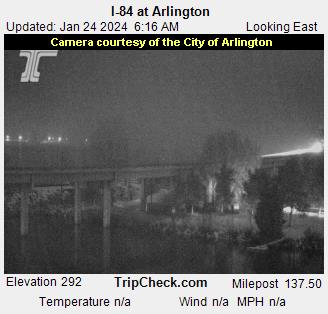 I-84 at Arlington
Updated: Jan 24 2024 6:16 AM Looking East
Camera courtesy of the City of Arlington
Elevation 292 TripCheck.com Milepost 137.50
Temperature n/a Wind n/a MPH n/a